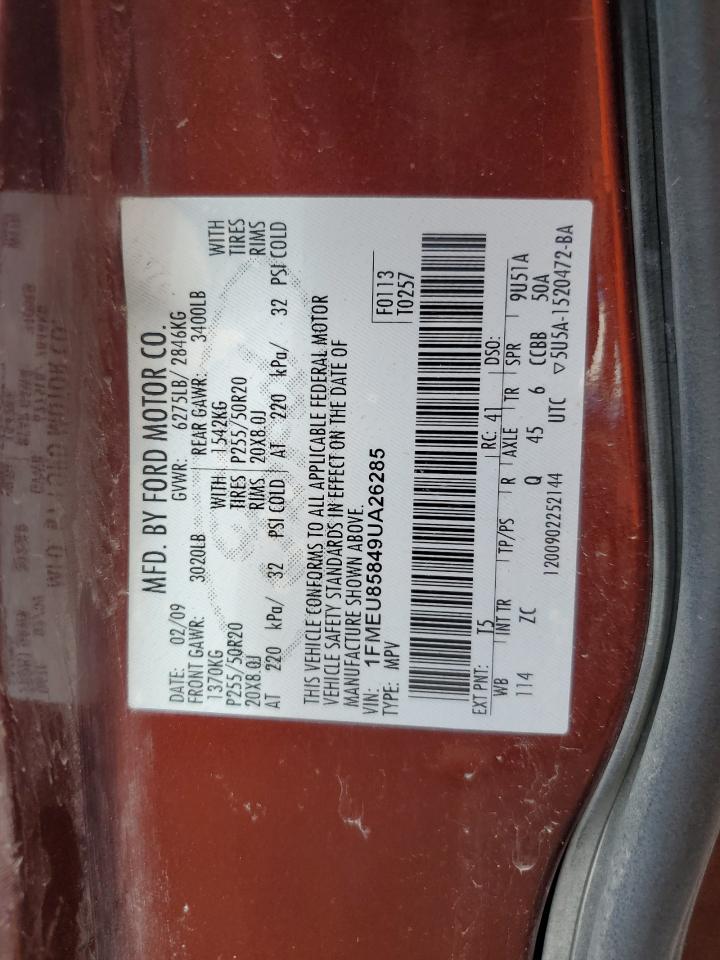 MFD. BY FORD MOTOR CO.
DATE: 02/09 GVWR: 6275LB/ 2846KG
FRONT GAWR: 3020LB REAR GAWR: 3400LB
1370KG WITH 1542KG WITH
P255/50R20 TIRES P255/50R20 TIRES
20X8.0J RIMS 20X8.0J RIMS
AT 220 kPa/ 32 PSI COLD AT 220 kPa/ 32 PSI COLD
THIS VEHICLE CONFORMS TO ALL APPLICABLE FEDERAL MOTOR
VEHICLE SAFETY STANDARDS IN EFFECT ON THE DATE OF
MANUFACTURE SHOWN ABOVE.
VIN: 1FMEU85849UA26285 F0113
TYPE: MPV T0257
EXT PNT: T5 RC: 41 DSO:
WB INT TR TP/PS R AXLE TR SPR 9U51A
114 ZC Q 45 6 CCBB 50A
1200902252144 UTC ▽5U5A-1520472-BA